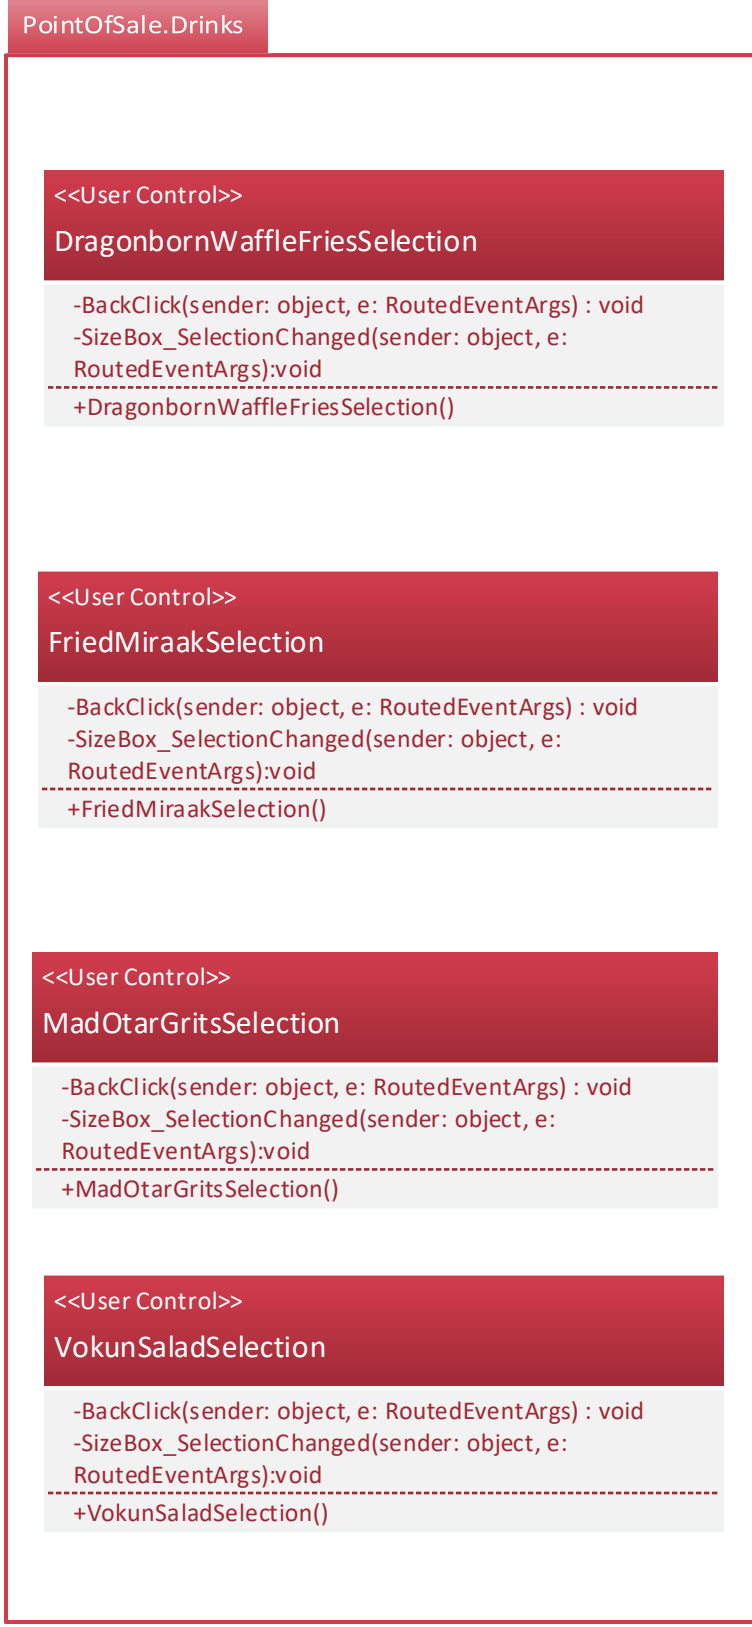 PointOfSale.Drinks
<<User Control>>
DragonbornWaffleFriesSelection
-BackClick(sender: object, e: RoutedEventArgs) : void
-SizeBox_SelectionChanged(sender: object, e:
RoutedEventArgs):void
+DragonbornWaffleFriesSelection()
<<User Control>>
FriedMiraakSelection
-BackClick(sender: object, e: RoutedEventArgs) : void
-SizeBox_SelectionChanged(sender: object, e:
RoutedEventArgs):void
+FriedMiraakSelection()
<<User Control>>
MadOtarGritsSelection
-BackClick(sender: object, e: RoutedEventArgs) : void
-SizeBox_SelectionChanged(sender: object, e:
RoutedEventArgs):void
+MadOtarGritsSelection()
<<User Control>>
VokunSaladSelection
-BackClick(sender: object, e: RoutedEventArgs) : void
-SizeBox_SelectionChanged(sender: object, e:
RoutedEventArgs):void
+VokunSaladSelection()